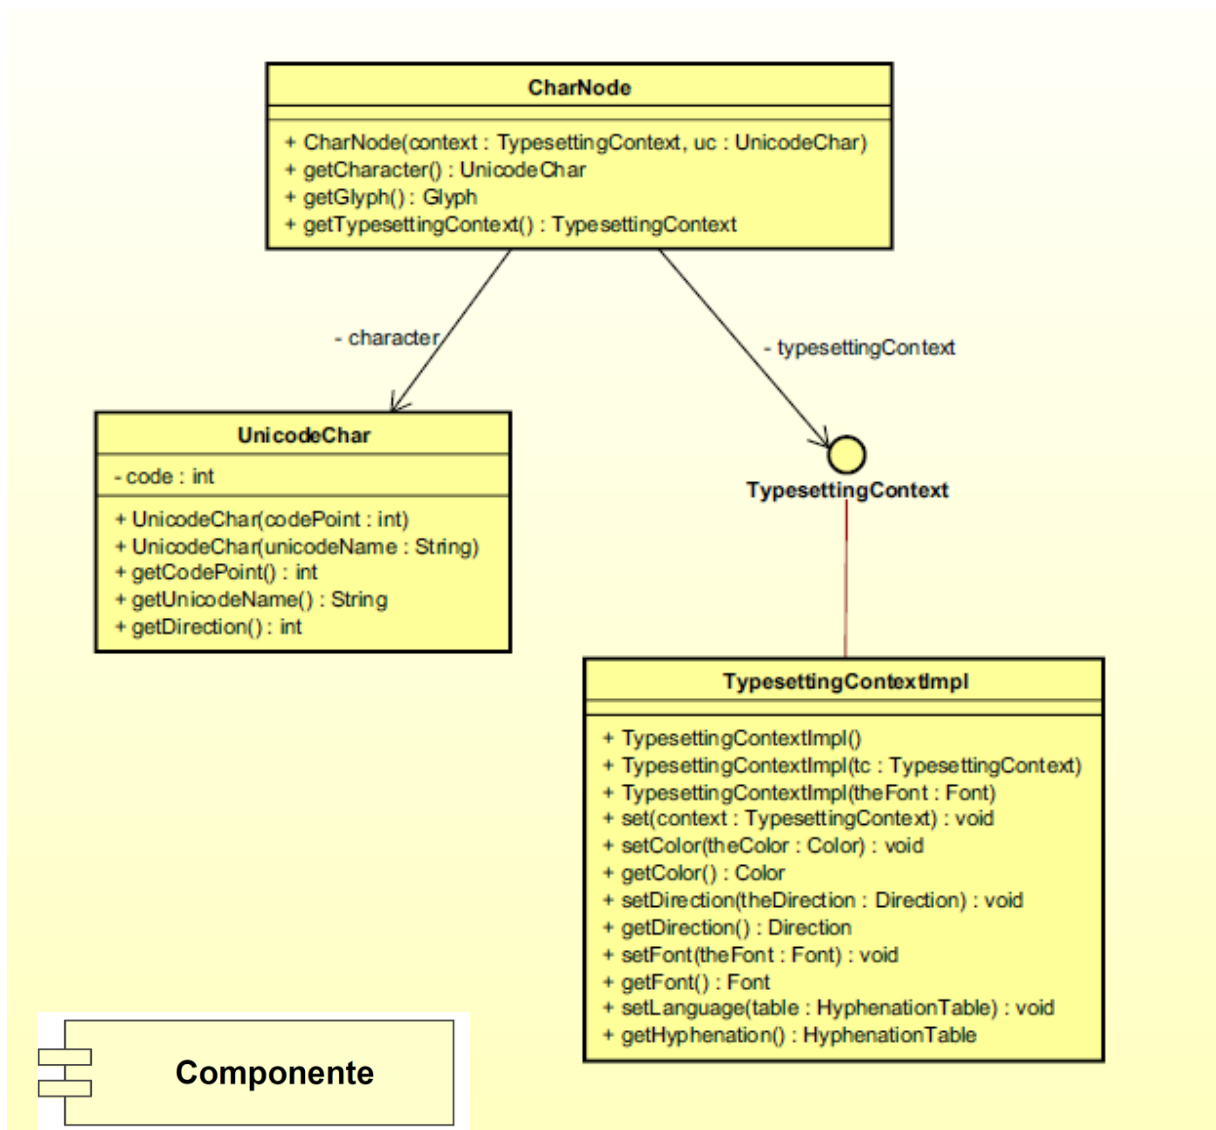 CharNode
+ CharNode(context : TypesettingContext, uc : UnicodeChar)
+ getCharacter() : UnicodeChar
+ getGlyph() : Glyph
+ getTypesettingContext() : TypesettingContext
- character
- typesettingContext
UnicodeChar
- code : int
+ UnicodeChar(codePoint : int)
+ UnicodeChar(unicodeName : String)
+ getCodePoint() : int
+ getUnicodeName() : String
+ getDirection() : int
TypesettingContext
TypesettingContextImpl
+ TypesettingContextImpl()
+ TypesettingContextImpl(tc : TypesettingContext)
+ TypesettingContextImpl(theFont : Font)
+ set(context : TypesettingContext) : void
+ setColor(theColor : Color) : void
+ getColor() : Color
+ setDirection(theDirection : Direction) : void
+ getDirection() : Direction
+ setFont(theFont : Font) : void
+ getFont() : Font
+ setLanguage(table : HyphenationTable) : void
+ getHyphenation() : HyphenationTable
Componente